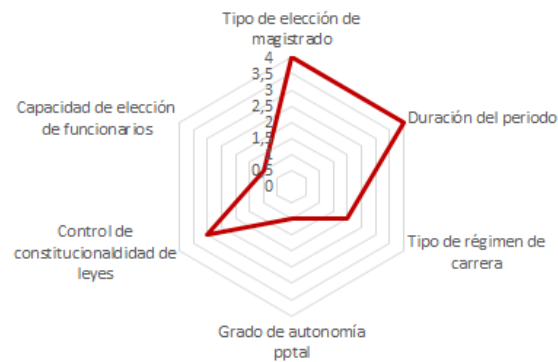 Tipo de elección de
magistrado
4
3,5
3
2,5
2
1,5
1
0,5
0
Duración del periodo
Tipo de régimen de
carrera
Grado de autonomía
pptal
Control de
constitucionaldidad de
leyes
Capacidad de elección
de funcionarios